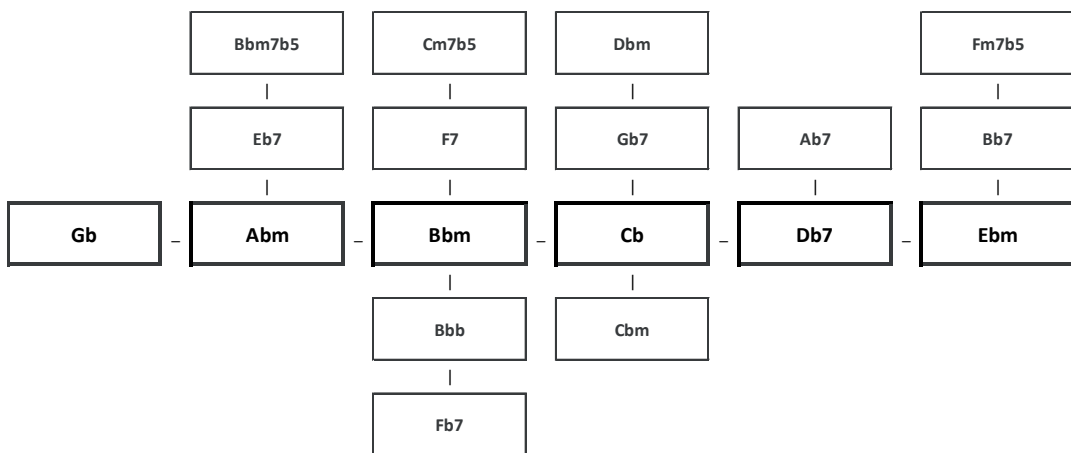 Bbm7b5 Cm7b5 Dbm Fm7b5
| | | |
Eb7 F7 Gb7 Ab7 Bb7
| | | | |
Gb – Abm – Bbm – Cb – Db7 – Ebm
| |
Bbb Cbm
|
Fb7